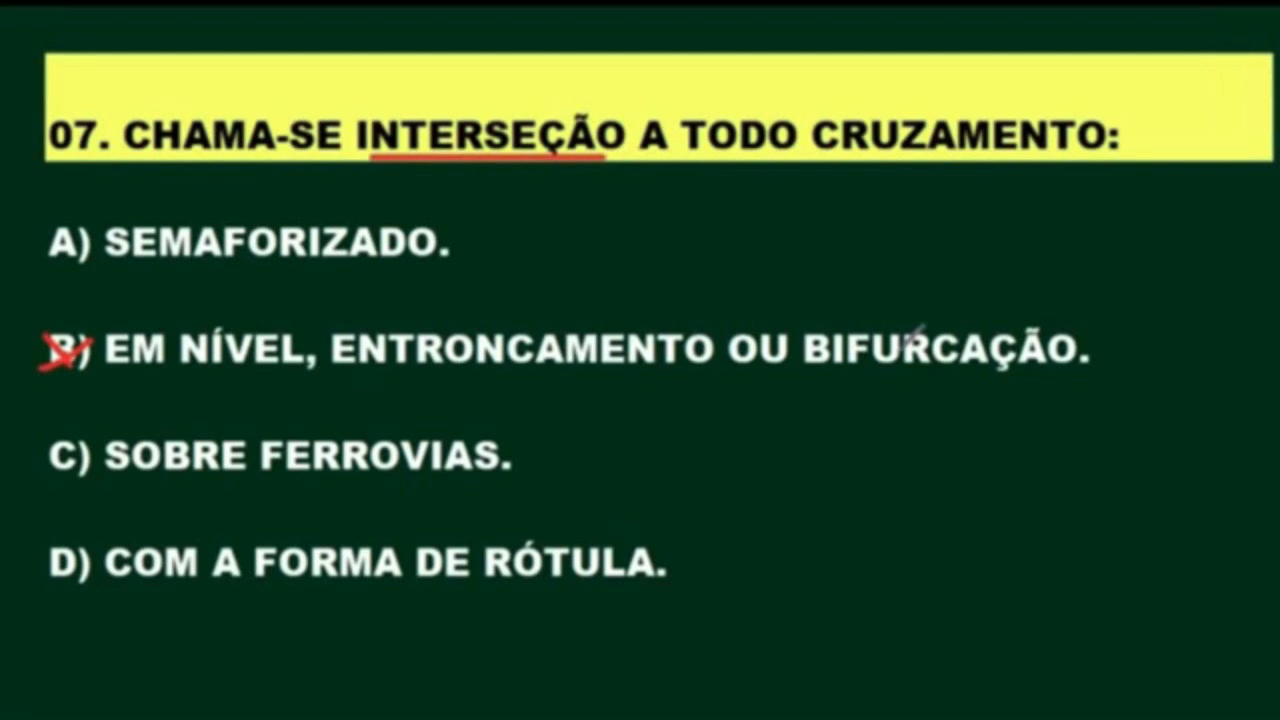 07. CHAMA-SE INTERSEÇÃO A TODO CRUZAMENTO:
A) SEMAFORIZADO.
B) EM NÍVEL, ENTRONCAMENTO OU BIFURCAÇÃO.
C) SOBRE FERROVIAS.
D) COM A FORMA DE RÓTULA.